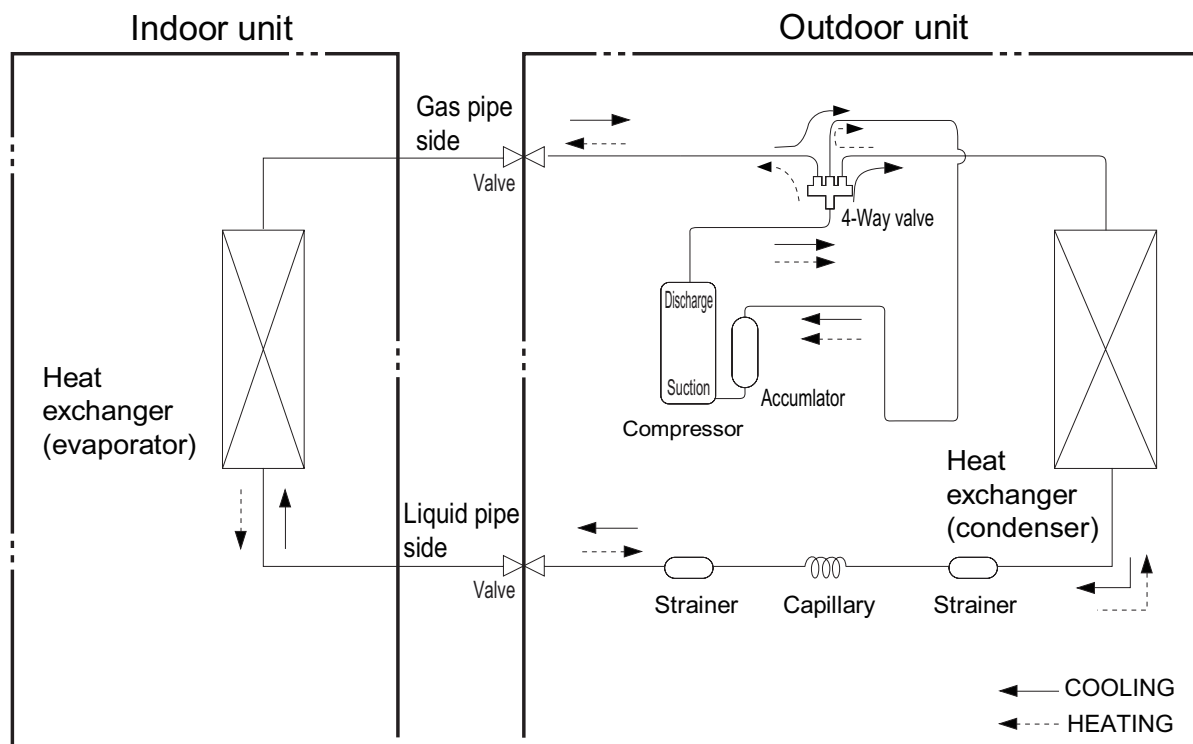 Indoor unit
Outdoor unit
Gas pipe
side
Valve
4-Way valve
Discharge
Suction
Accumlator
Compressor
Heat
exchanger
(evaporator)
Heat
exchanger
(condenser)
Liquid pipe
side
Valve
Strainer
Capillary
Strainer
COOLING
HEATING